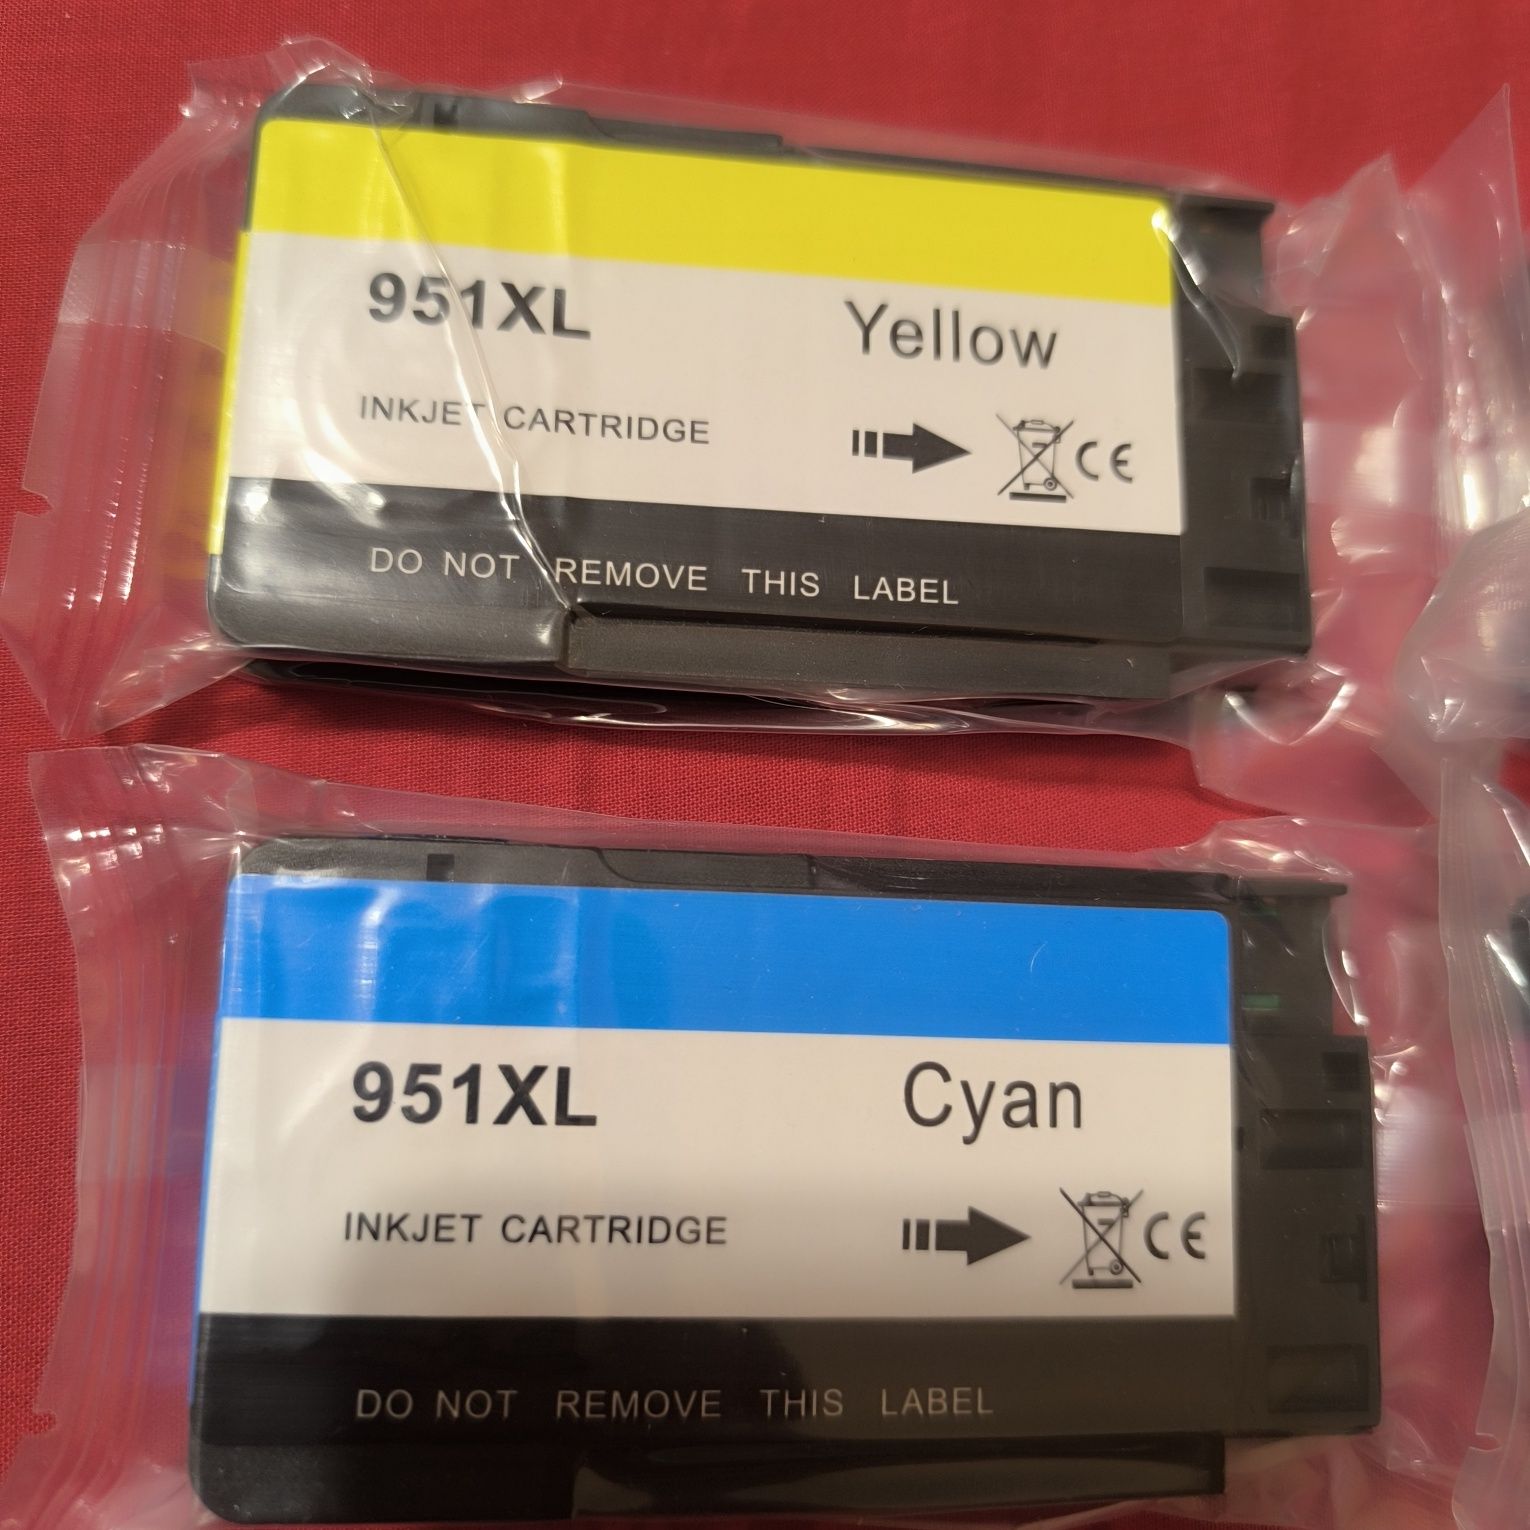 951XL Yellow
INKJET CARTRIDGE CE
DO NOT REMOVE THIS LABEL
951XL Cyan
INKJET CARTRIDGE CE
DO NOT REMOVE THIS LABEL